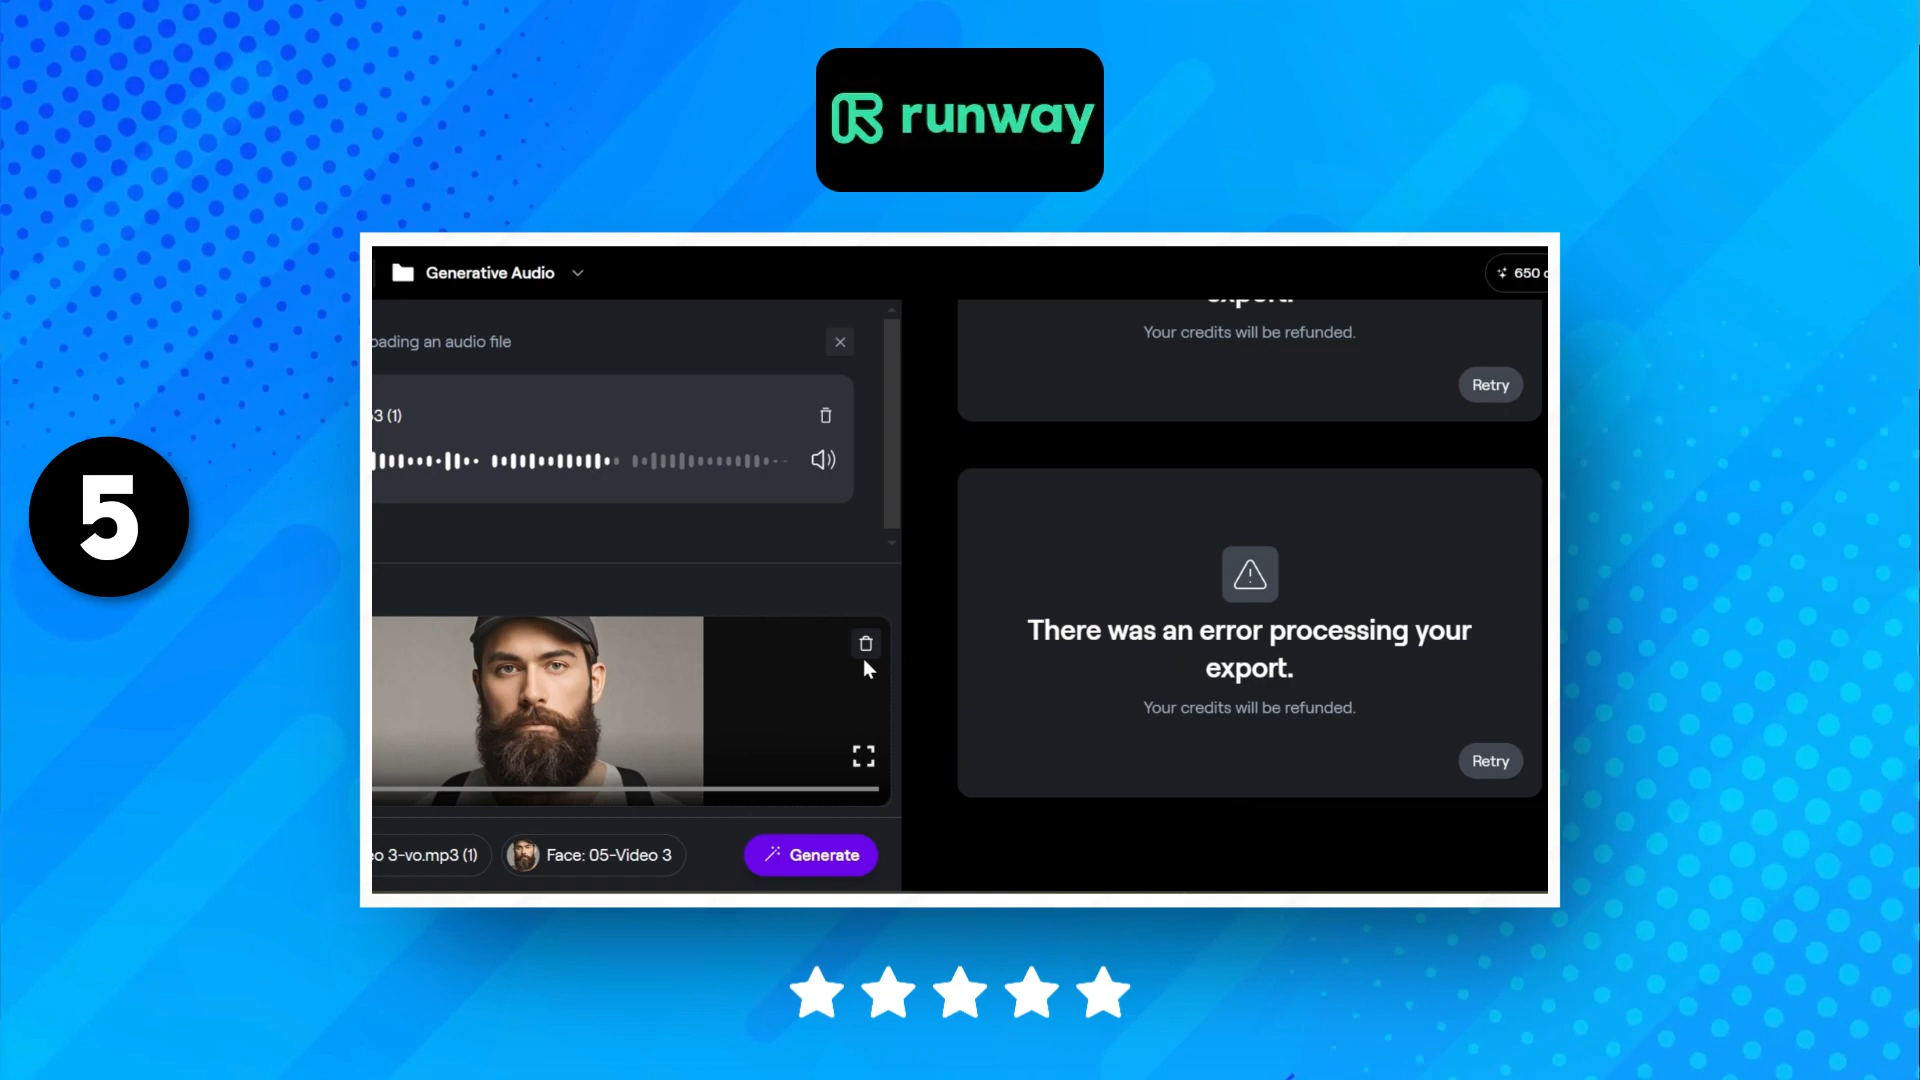 runway
Generative Audio
650
oading an audio file
Your credits will be refunded.
Retry
3 (1)
5
There was an error processing your
export.
Your credits will be refunded.
Retry
eo 3-vo.mp3 (1)
Face: 05-Video 3
Generate